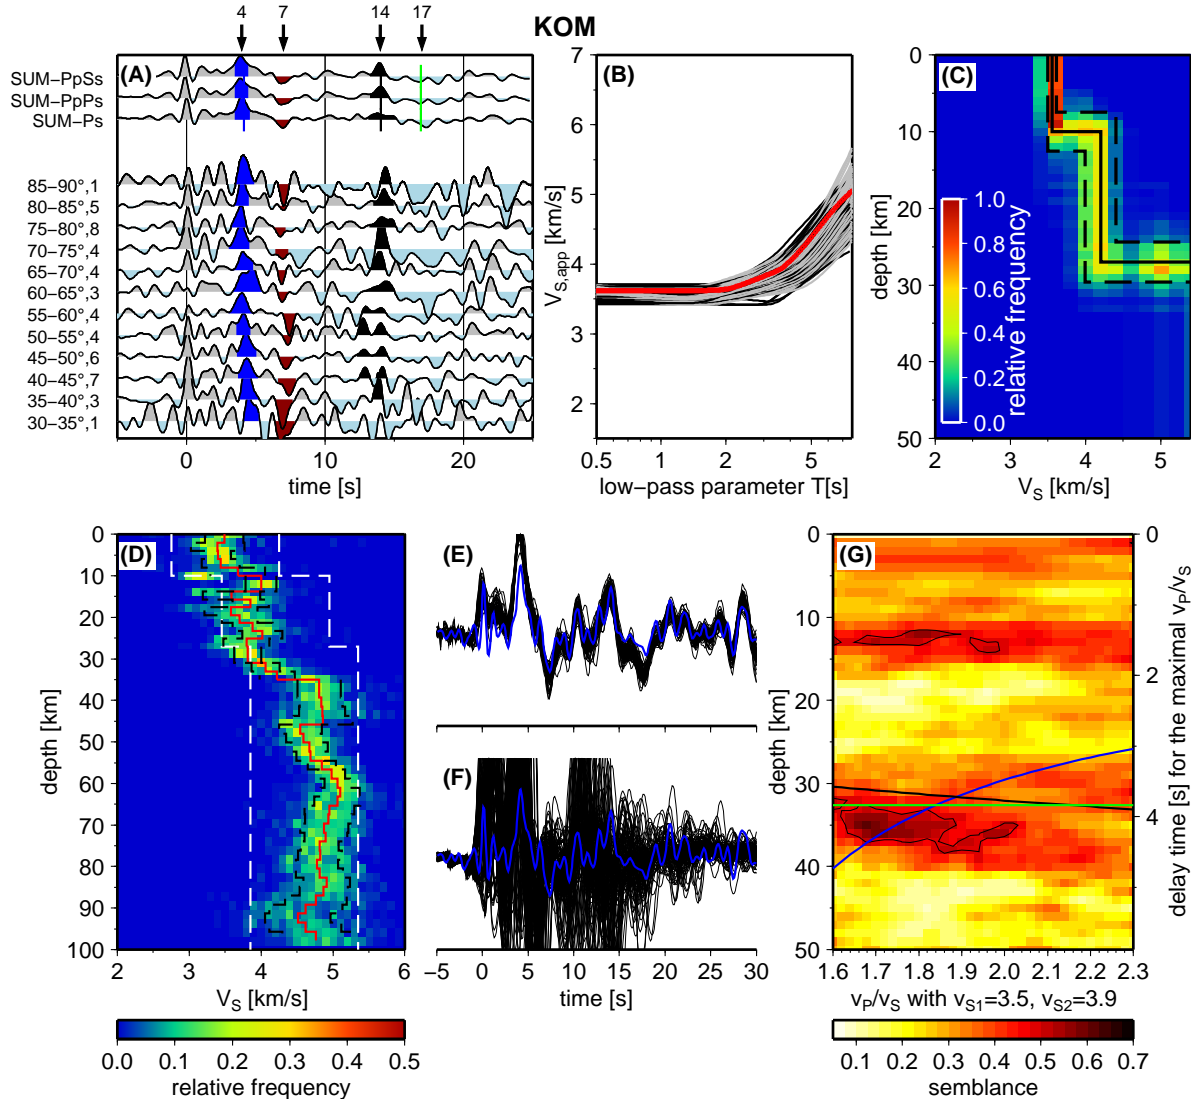 KOM
4 7 14 17
(A)
SUM–PpSs
SUM–PpPs
SUM–Ps
85–90°,1
80–85°,5
75–80°,8
70–75°,4
65–70°,4
60–65°,3
55–60°,4
50–55°,4
45–50°,6
40–45°,7
35–40°,3
30–35°,1
0 10 20
time [s]
(B)
7
6
5
4
3
2
V_S,app [km/s]
0.5 1 2 5
low–pass parameter T[s]
(C)
0
10
20
30
40
50
depth [km]
1.0
0.8
0.6
0.4
0.2
0.0
relative frequency
2 3 4 5
V_S [km/s]
(D)
0
10
20
30
40
50
60
70
80
90
100
depth [km]
2 3 4 5 6
V_S [km/s]
0.0 0.1 0.2 0.3 0.4 0.5
relative frequency
(E)
(F)
−5 0 5 10 15 20 25 30
time [s]
(G)
0
10
20
30
40
50
depth [km]
0
2
4
delay time [s] for the maximal v_P/v_S
1.6 1.7 1.8 1.9 2.0 2.1 2.2 2.3
v_P/v_S with v_S1=3.5, v_S2=3.9
0.1 0.2 0.3 0.4 0.5 0.6 0.7
semblance